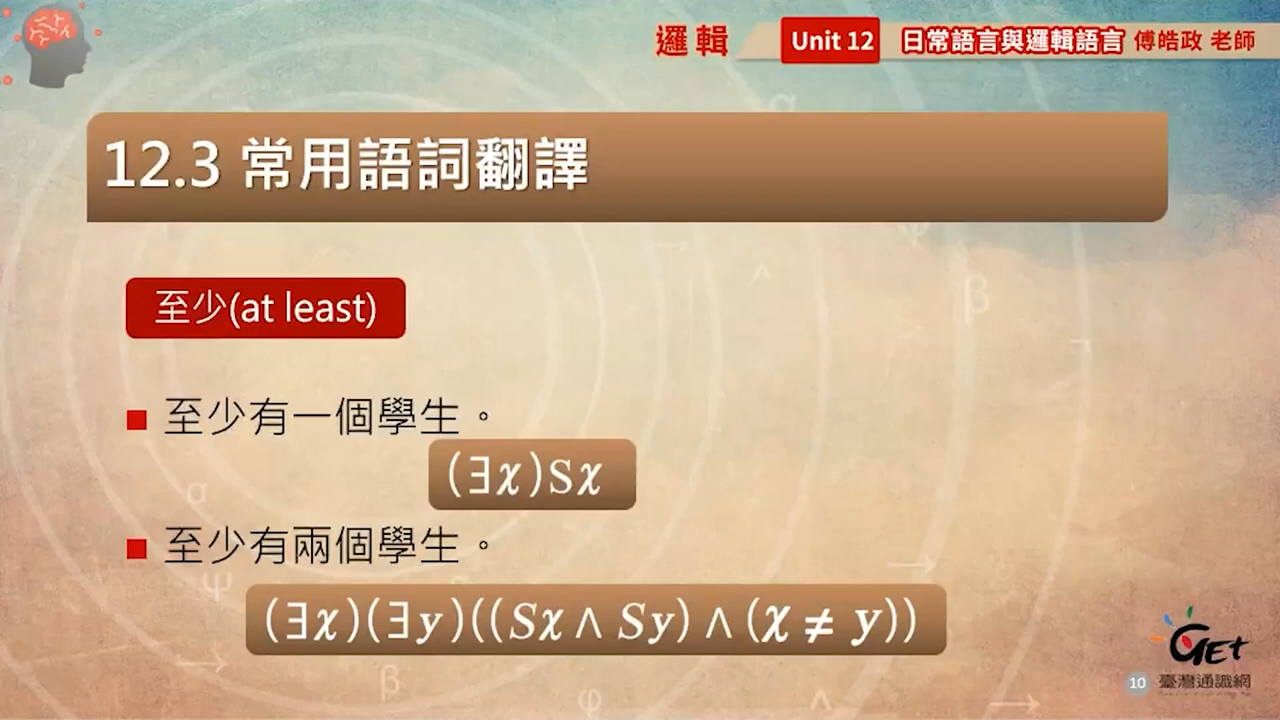 邏輯 Unit 12 日常語言與邏輯語言 傅皓政 老師
12.3 常用語詞翻譯
至少(at least)
至少有一個學生。
(∃x)Sx
至少有兩個學生。
(∃x)(∃y)((Sx ∧ Sy) ∧ (x ≠ y))
GET
10 臺灣通識網